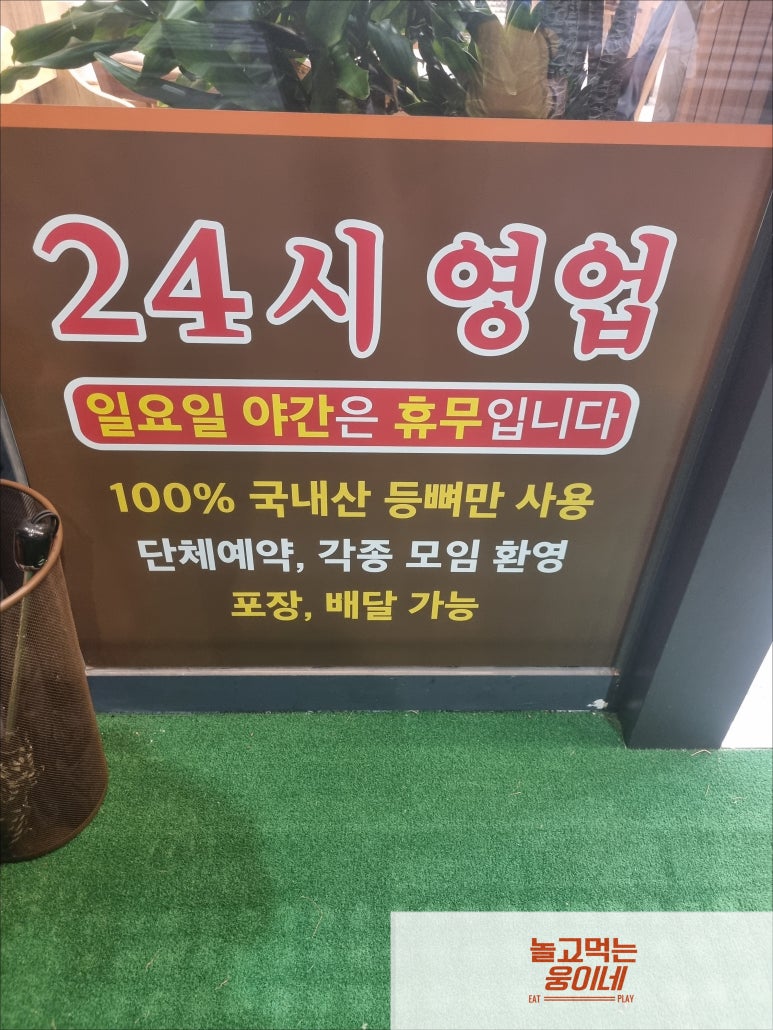 24시 영업
일요일 야간은 휴무입니다
100% 국내산 등뼈만 사용
단체예약, 각종 모임 환영
포장, 배달 가능
놀고먹는
웅이네
EAT PLAY